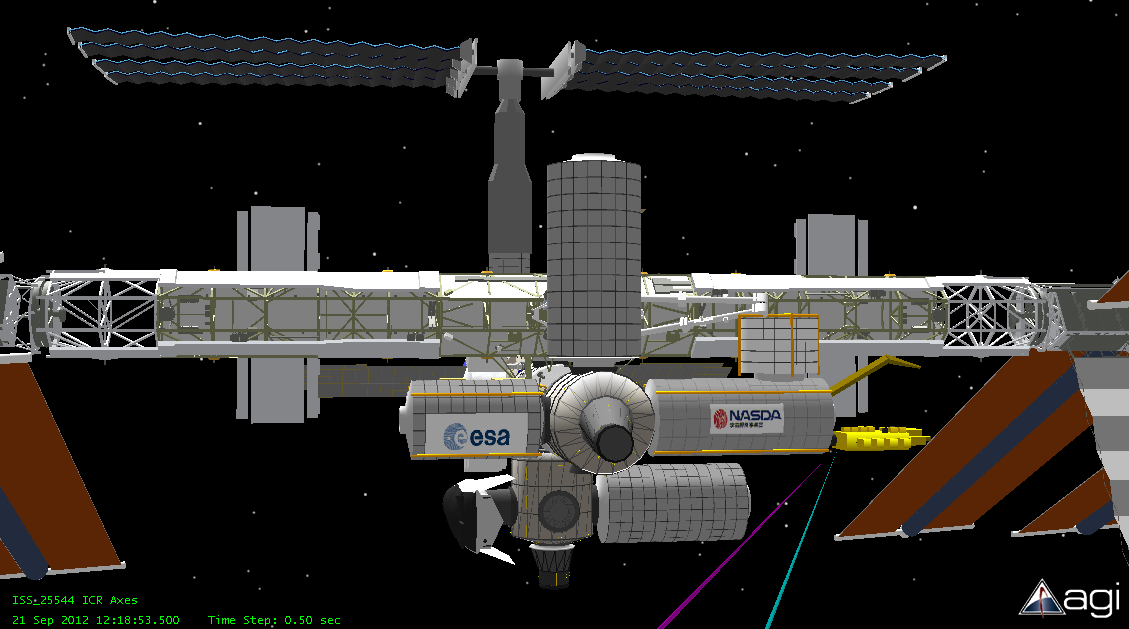 esa
NASDA
ISS_25544 ICR Axes
21 Sep 2012 12:18:53.500 Time Step: 0.50 sec
agi